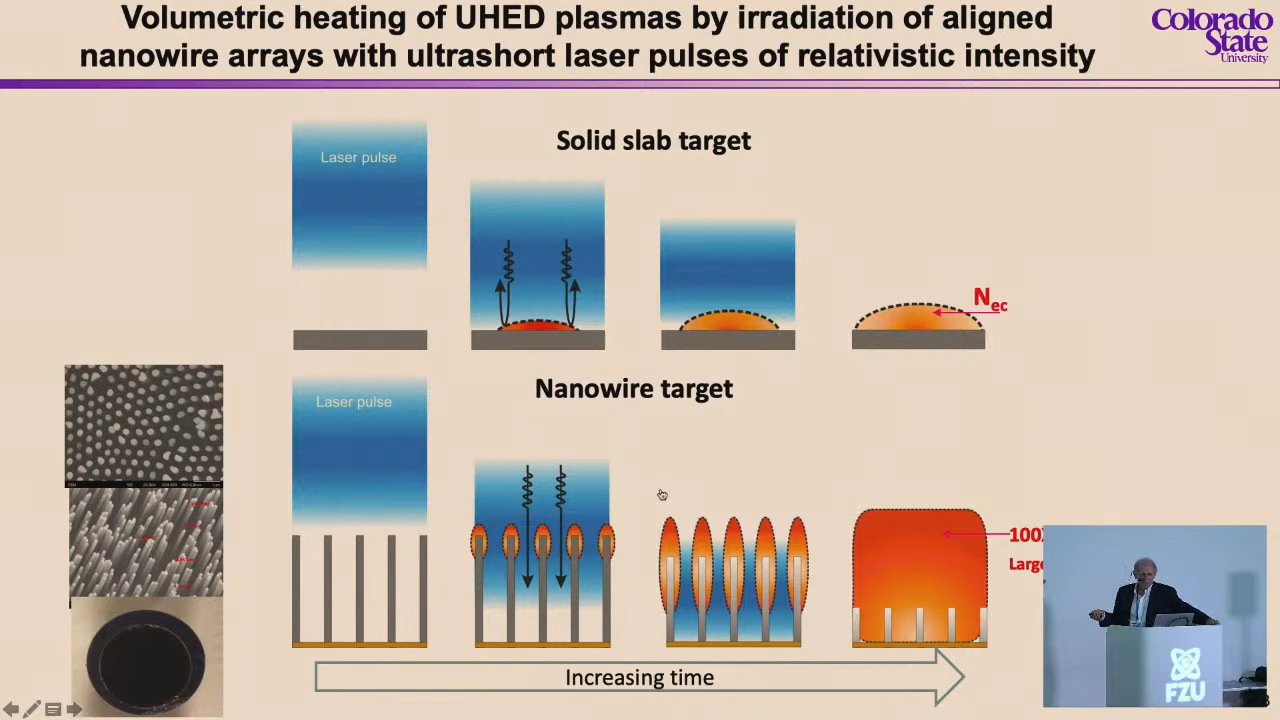 Volumetric heating of UHED plasmas by irradiation of aligned
nanowire arrays with ultrashort laser pulses of relativistic intensity
Colorado
State
University
Solid slab target
Laser pulse
Nec
Nanowire target
Laser pulse
Large
Increasing time
FZU